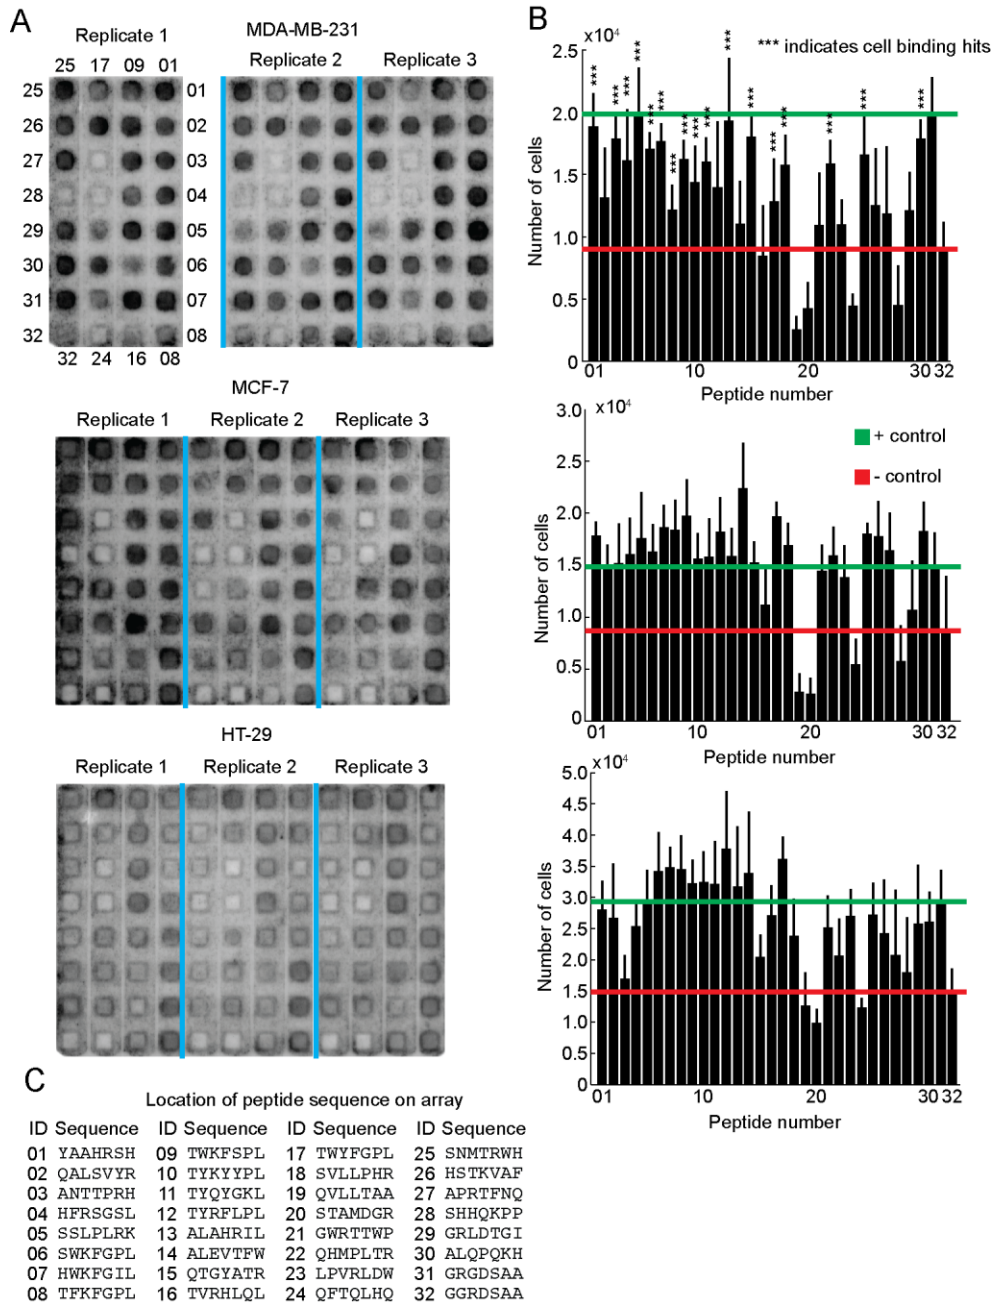 A
Replicate 1
MDA-MB-231
Replicate 2 Replicate 3
25 17 09 01
25 01
26 02
27 03
28 04
29 05
30 06
31 07
32 08
32 24 16 08
MCF-7
Replicate 1 Replicate 2 Replicate 3
HT-29
Replicate 1 Replicate 2 Replicate 3
B
x10⁴
*** indicates cell binding hits
2.5
2.0
1.5
1.0
0.5
0
Number of cells
*** *** *** *** *** *** *** *** *** *** *** *** *** *** *** *** ***
01 10 20 30 32
Peptide number
x10⁴
3.0
2.5
2.0
1.5
1.0
0.5
0
Number of cells
+ control
- control
01 10 20 30 32
Peptide number
x10⁴
5.0
4.5
4.0
3.5
3.0
2.5
2.0
1.5
1.0
0.5
0
Number of cells
01 10 20 30 32
Peptide number
C
Location of peptide sequence on array
ID Sequence ID Sequence ID Sequence ID Sequence
01 YAAHRSH 09 TWKFSPL 17 TWYFGPL 25 SNMTRWH
02 QALSVYR 10 TYKYYPL 18 SVLLPHR 26 HSTKVAF
03 ANTTPRH 11 TYQYGKL 19 QVLLTAA 27 APRTFNQ
04 HFRSGSL 12 TYRFLPL 20 STAMDGR 28 SHHQKPP
05 SSLPLRK 13 ALAHRIL 21 GWRTTWP 29 GRLDTGI
06 SWKFGPL 14 ALEVTFW 22 QHMPLTR 30 ALQPQKH
07 HWKFGIL 15 QTGYATR 23 LPVRLDW 31 GRGDSAA
08 TFKFGPL 16 TVRHLQL 24 QFTQLHQ 32 GGRDSAA